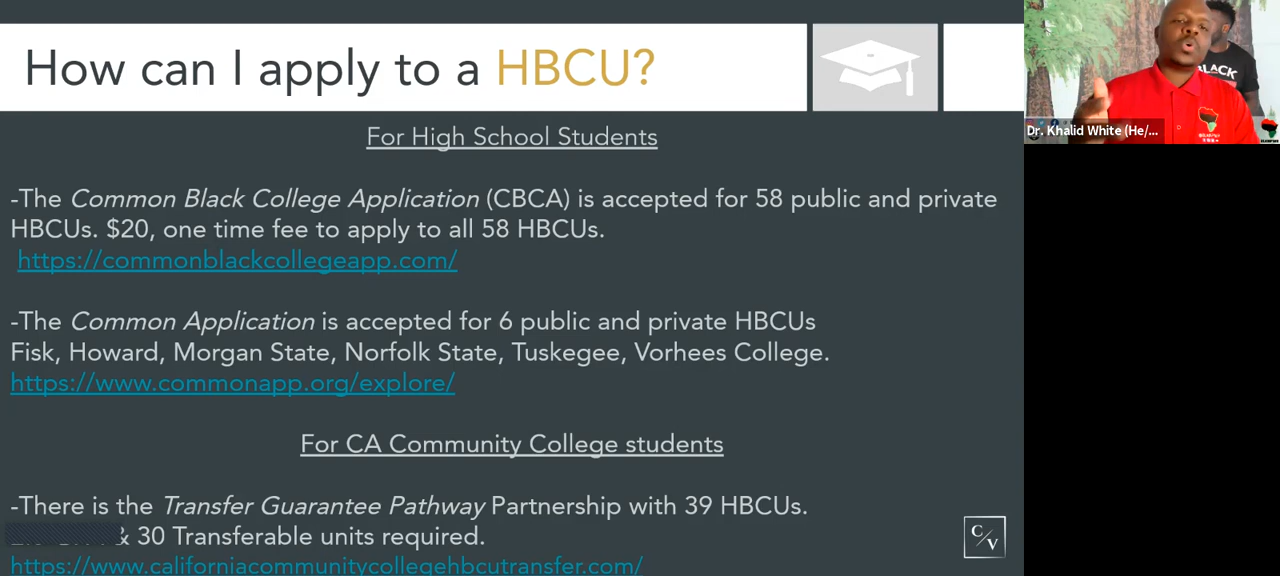 How can I apply to a HBCU?
For High School Students
-The Common Black College Application (CBCA) is accepted for 58 public and private
HBCUs. $20, one time fee to apply to all 58 HBCUs.
https://commonblackcollegeapp.com/
-The Common Application is accepted for 6 public and private HBCUs
Fisk, Howard, Morgan State, Norfolk State, Tuskegee, Vorhees College.
https://www.commonapp.org/explore/
For CA Community College students
-There is the Transfer Guarantee Pathway Partnership with 39 HBCUs.
& 30 Transferable units required.
https://www.californiacommunitycollegehbcutransfer.com/
C/V
BLACK
Dr. Khalid White (He/...